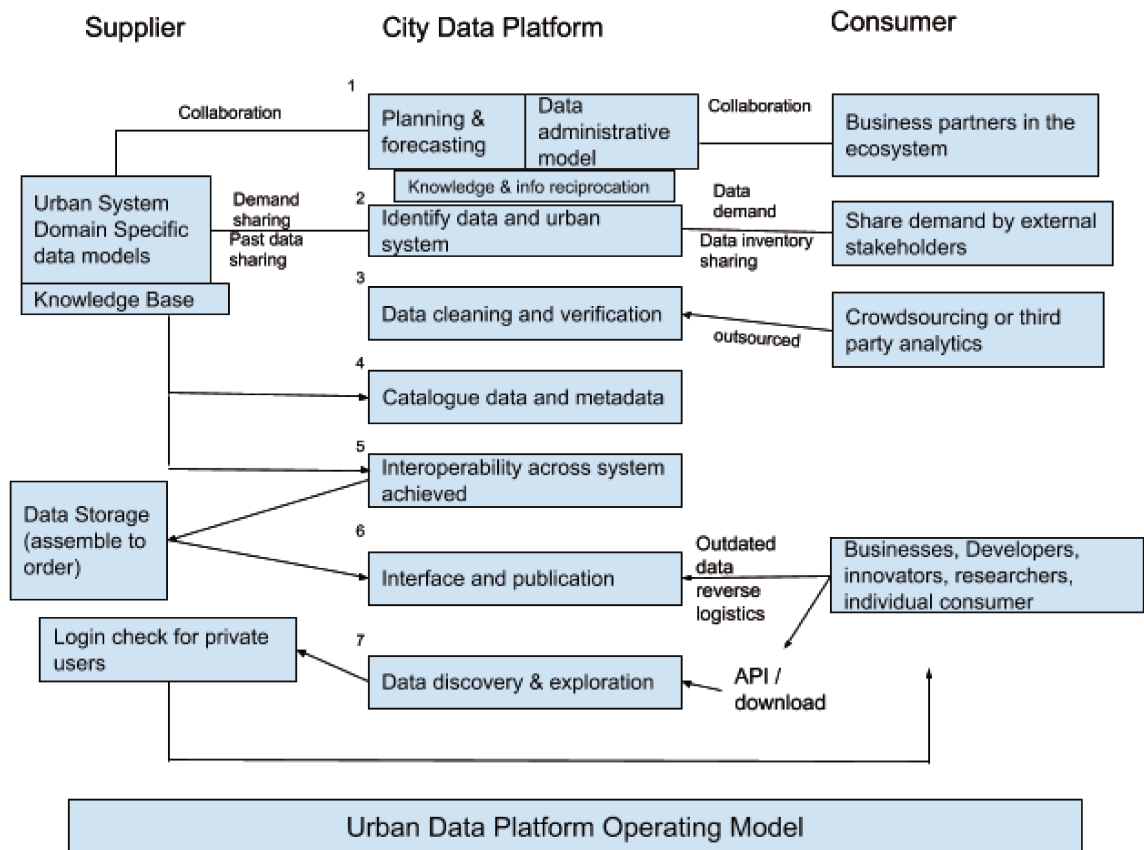 Supplier
City Data Platform
Consumer
1
Collaboration
Planning &
forecasting
Data
administrative
model
Collaboration
Business partners in the
ecosystem
Knowledge & info reciprocation
Urban System
Domain Specific
data models
Knowledge Base
Demand
sharing
Past data
sharing
2
Identify data and urban
system
Data
demand
Data inventory
sharing
Share demand by external
stakeholders
3
Data cleaning and verification
outsourced
Crowdsourcing or third
party analytics
4
Catalogue data and metadata
5
Interoperability across system
achieved
Data Storage
(assemble to
order)
6
Interface and publication
Outdated
data
reverse
logistics
Businesses, Developers,
innovators, researchers,
individual consumer
Login check for private
users
7
Data discovery & exploration
API /
download
Urban Data Platform Operating Model